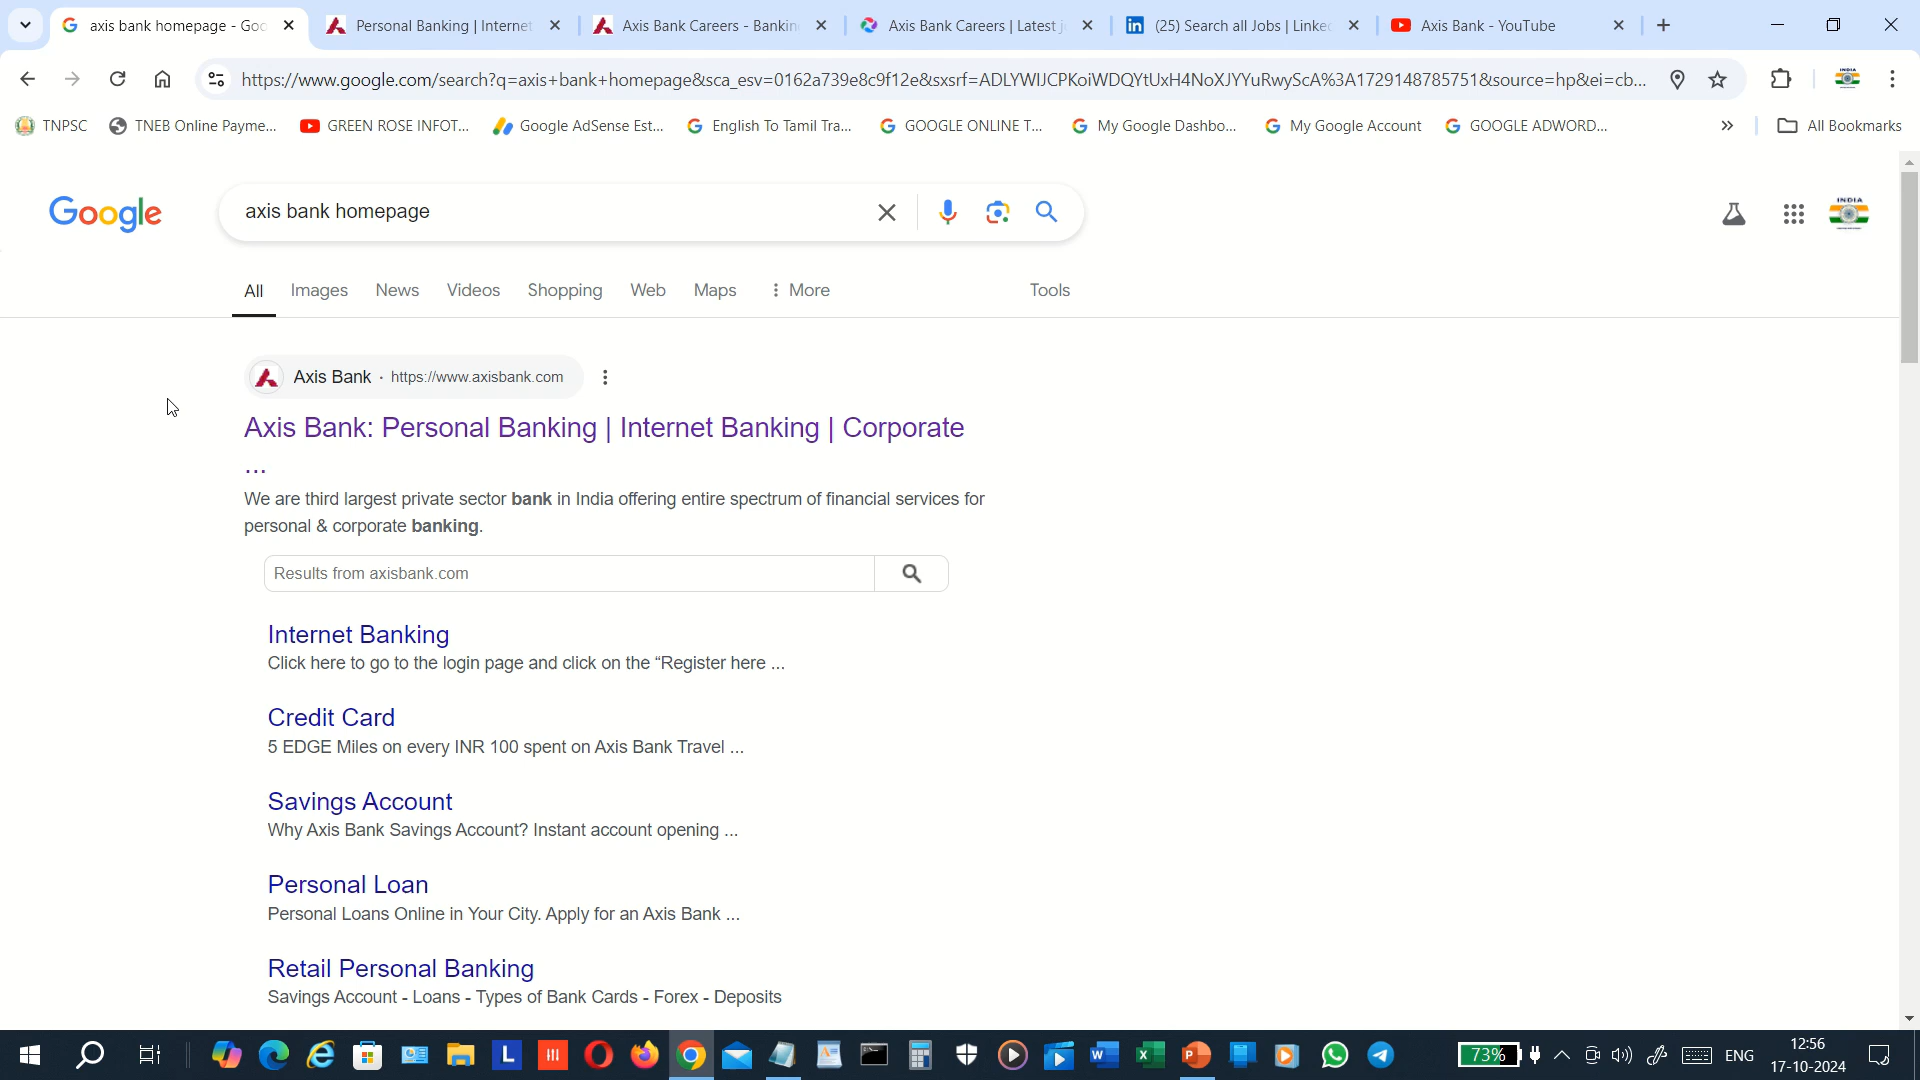 axis bank homepage - Goo
Personal Banking | Internet
Axis Bank Careers - Bankin
Axis Bank Careers | Latest j
(25) Search all Jobs | Linke
Axis Bank - YouTube
https://www.google.com/search?q=axis+bank+homepage&sca_esv=0162a739e8c9f12e&sxsrf=ADLYWIJCPKoiWDQYtUxH4NoXJYYuRwyScA%3A1729148785751&source=hp&ei=cb...
TNPSC
TNEB Online Payme...
GREEN ROSE INFOT...
Google AdSense Est...
English To Tamil Tra...
GOOGLE ONLINE T...
My Google Dashbo...
My Google Account
GOOGLE ADWORD...
All Bookmarks
Google
axis bank homepage
INDIA
All Images News Videos Shopping Web Maps More Tools
Axis Bank · https://www.axisbank.com
Axis Bank: Personal Banking | Internet Banking | Corporate
...
We are third largest private sector bank in India offering entire spectrum of financial services for
personal & corporate banking.
Results from axisbank.com
Internet Banking
Click here to go to the login page and click on the “Register here ...
Credit Card
5 EDGE Miles on every INR 100 spent on Axis Bank Travel ...
Savings Account
Why Axis Bank Savings Account? Instant account opening ...
Personal Loan
Personal Loans Online in Your City. Apply for an Axis Bank ...
Retail Personal Banking
Savings Account - Loans - Types of Bank Cards - Forex - Deposits
73%
ENG
12:56
17-10-2024